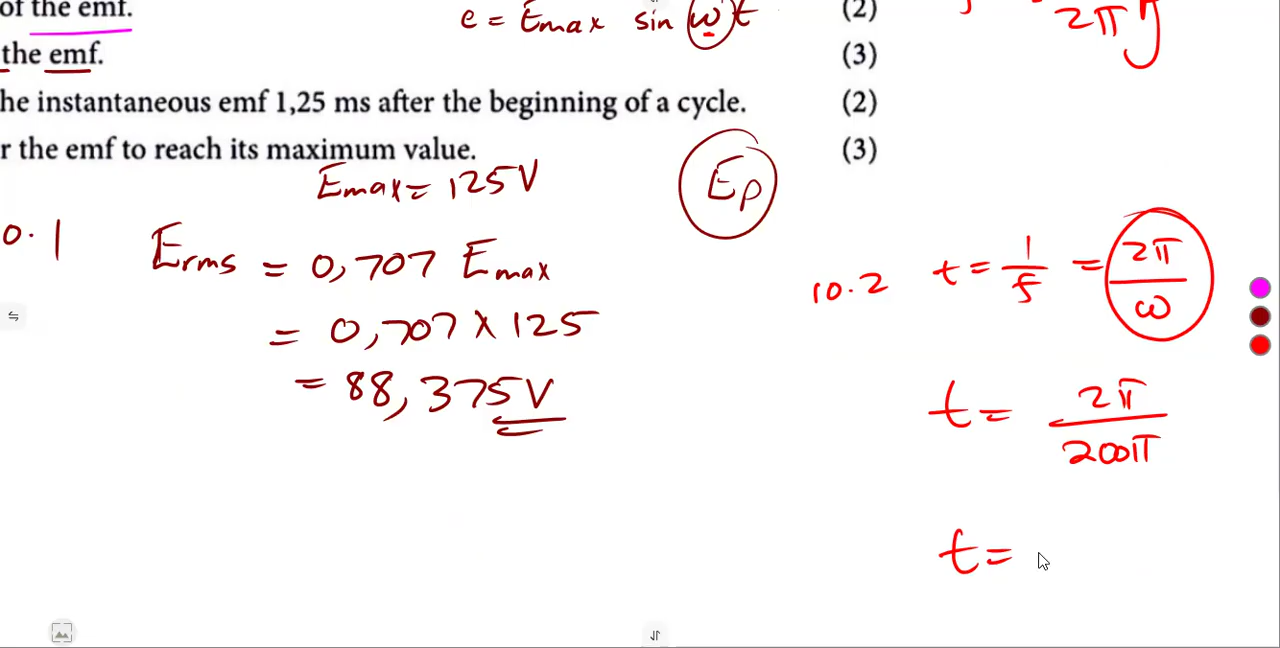 of the emf.
e = Emax sin ωt (2)
2π
the emf. (3)
he instantaneous emf 1,25 ms after the beginning of a cycle. (2)
r the emf to reach its maximum value. (3)
Emax = 125V
Ep
0.1 Erms = 0,707 Emax
= 0,707 × 125
= 88,375V
10.2 t = 1/f = 2π/ω
t = 2π/200π
t =